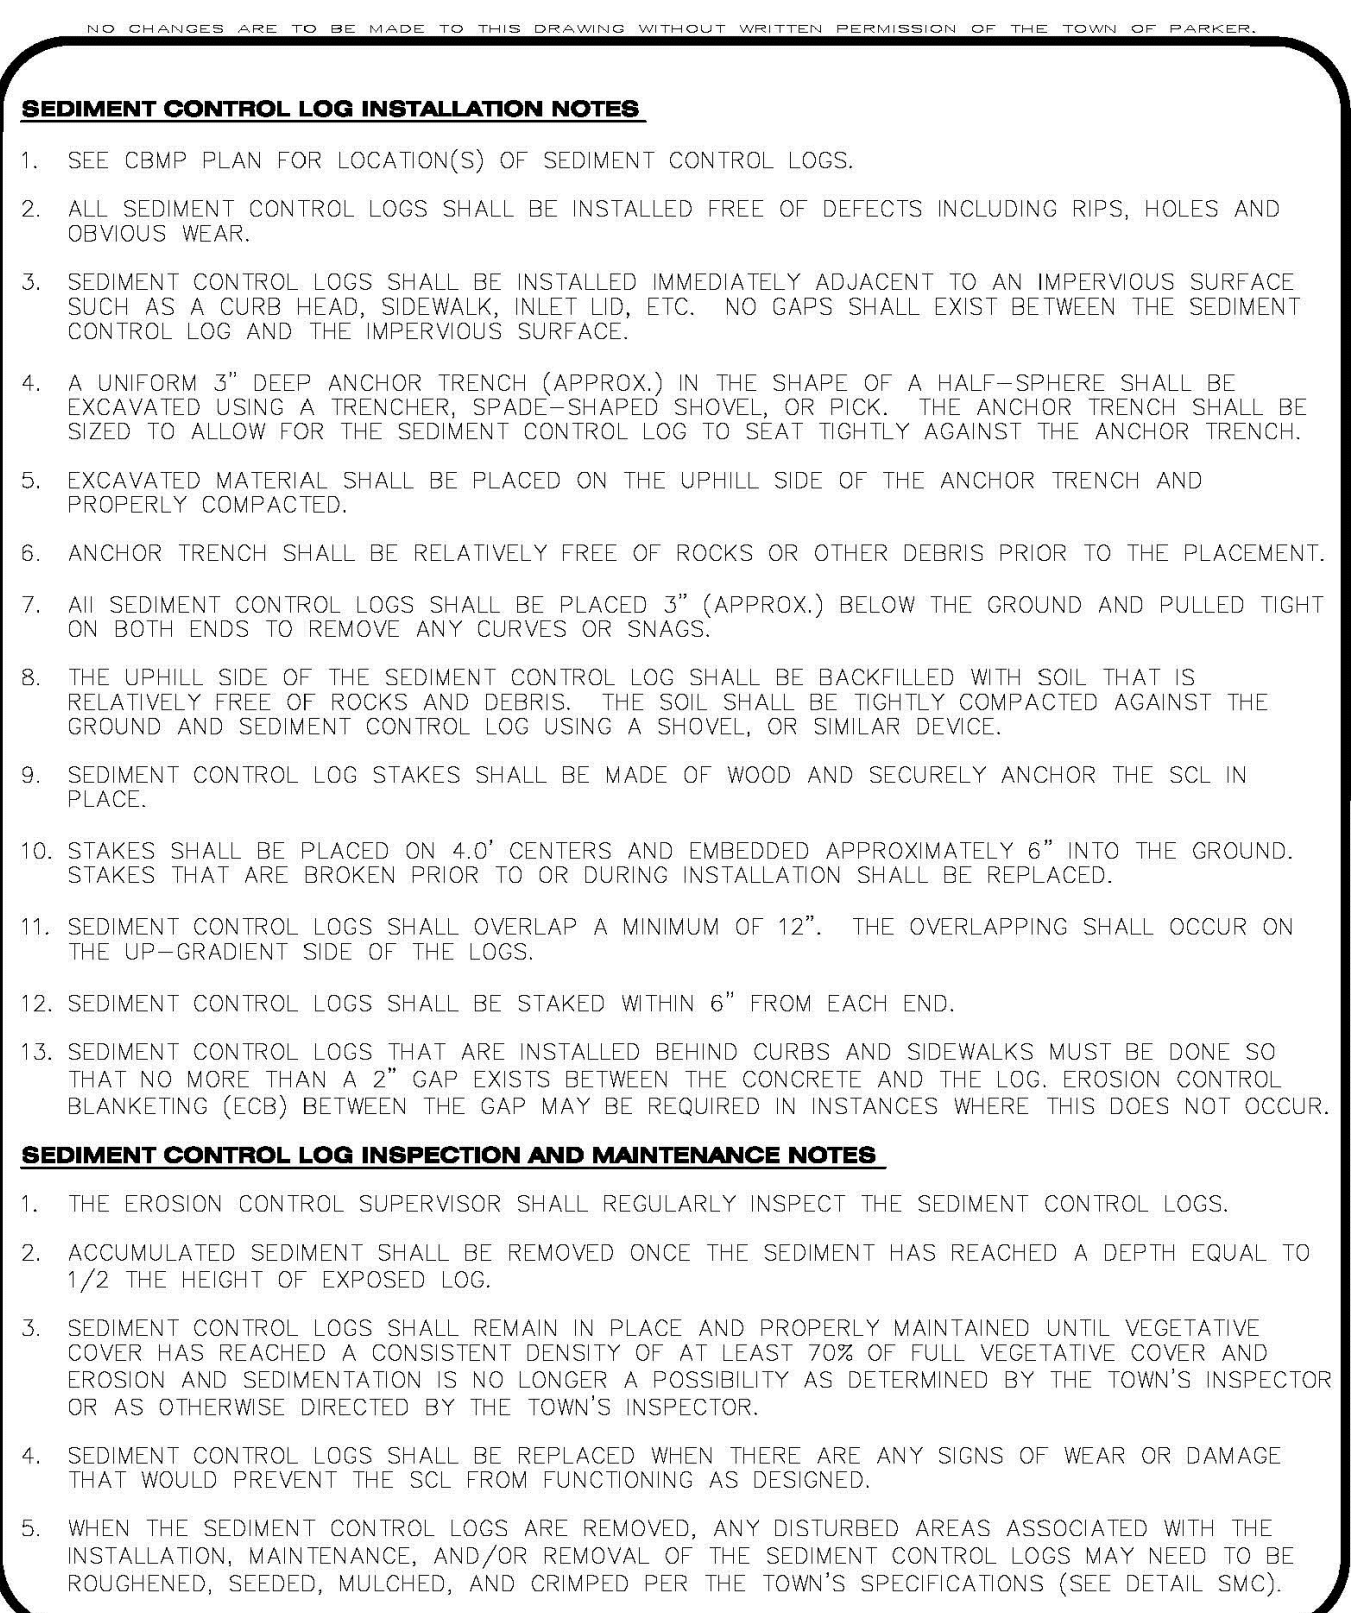 NO CHANGES ARE TO BE MADE TO THIS DRAWING WITHOUT WRITTEN PERMISSION OF THE TOWN OF PARKER.
SEDIMENT CONTROL LOG INSTALLATION NOTES
1. SEE CBMP PLAN FOR LOCATION(S) OF SEDIMENT CONTROL LOGS.
2. ALL SEDIMENT CONTROL LOGS SHALL BE INSTALLED FREE OF DEFECTS INCLUDING RIPS, HOLES AND
OBVIOUS WEAR.
3. SEDIMENT CONTROL LOGS SHALL BE INSTALLED IMMEDIATELY ADJACENT TO AN IMPERVIOUS SURFACE
SUCH AS A CURB HEAD, SIDEWALK, INLET LID, ETC. NO GAPS SHALL EXIST BETWEEN THE SEDIMENT
CONTROL LOG AND THE IMPERVIOUS SURFACE.
4. A UNIFORM 3" DEEP ANCHOR TRENCH (APPROX.) IN THE SHAPE OF A HALF-SPHERE SHALL BE
EXCAVATED USING A TRENCHER, SPADE-SHAPED SHOVEL, OR PICK. THE ANCHOR TRENCH SHALL BE
SIZED TO ALLOW FOR THE SEDIMENT CONTROL LOG TO SEAT TIGHTLY AGAINST THE ANCHOR TRENCH.
5. EXCAVATED MATERIAL SHALL BE PLACED ON THE UPHILL SIDE OF THE ANCHOR TRENCH AND
PROPERLY COMPACTED.
6. ANCHOR TRENCH SHALL BE RELATIVELY FREE OF ROCKS OR OTHER DEBRIS PRIOR TO THE PLACEMENT.
7. All SEDIMENT CONTROL LOGS SHALL BE PLACED 3" (APPROX.) BELOW THE GROUND AND PULLED TIGHT
ON BOTH ENDS TO REMOVE ANY CURVES OR SNAGS.
8. THE UPHILL SIDE OF THE SEDIMENT CONTROL LOG SHALL BE BACKFILLED WITH SOIL THAT IS
RELATIVELY FREE OF ROCKS AND DEBRIS. THE SOIL SHALL BE TIGHTLY COMPACTED AGAINST THE
GROUND AND SEDIMENT CONTROL LOG USING A SHOVEL, OR SIMILAR DEVICE.
9. SEDIMENT CONTROL LOG STAKES SHALL BE MADE OF WOOD AND SECURELY ANCHOR THE SCL IN
PLACE.
10. STAKES SHALL BE PLACED ON 4.0' CENTERS AND EMBEDDED APPROXIMATELY 6" INTO THE GROUND.
STAKES THAT ARE BROKEN PRIOR TO OR DURING INSTALLATION SHALL BE REPLACED.
11. SEDIMENT CONTROL LOGS SHALL OVERLAP A MINIMUM OF 12". THE OVERLAPPING SHALL OCCUR ON
THE UP-GRADIENT SIDE OF THE LOGS.
12. SEDIMENT CONTROL LOGS SHALL BE STAKED WITHIN 6" FROM EACH END.
13. SEDIMENT CONTROL LOGS THAT ARE INSTALLED BEHIND CURBS AND SIDEWALKS MUST BE DONE SO
THAT NO MORE THAN A 2" GAP EXISTS BETWEEN THE CONCRETE AND THE LOG. EROSION CONTROL
BLANKETING (ECB) BETWEEN THE GAP MAY BE REQUIRED IN INSTANCES WHERE THIS DOES NOT OCCUR.
SEDIMENT CONTROL LOG INSPECTION AND MAINTENANCE NOTES
1. THE EROSION CONTROL SUPERVISOR SHALL REGULARLY INSPECT THE SEDIMENT CONTROL LOGS.
2. ACCUMULATED SEDIMENT SHALL BE REMOVED ONCE THE SEDIMENT HAS REACHED A DEPTH EQUAL TO
1/2 THE HEIGHT OF EXPOSED LOG.
3. SEDIMENT CONTROL LOGS SHALL REMAIN IN PLACE AND PROPERLY MAINTAINED UNTIL VEGETATIVE
COVER HAS REACHED A CONSISTENT DENSITY OF AT LEAST 70% OF FULL VEGETATIVE COVER AND
EROSION AND SEDIMENTATION IS NO LONGER A POSSIBILITY AS DETERMINED BY THE TOWN'S INSPECTOR
OR AS OTHERWISE DIRECTED BY THE TOWN'S INSPECTOR.
4. SEDIMENT CONTROL LOGS SHALL BE REPLACED WHEN THERE ARE ANY SIGNS OF WEAR OR DAMAGE
THAT WOULD PREVENT THE SCL FROM FUNCTIONING AS DESIGNED.
5. WHEN THE SEDIMENT CONTROL LOGS ARE REMOVED, ANY DISTURBED AREAS ASSOCIATED WITH THE
INSTALLATION, MAINTENANCE, AND/OR REMOVAL OF THE SEDIMENT CONTROL LOGS MAY NEED TO BE
ROUGHENED, SEEDED, MULCHED, AND CRIMPED PER THE TOWN'S SPECIFICATIONS (SEE DETAIL SMC).